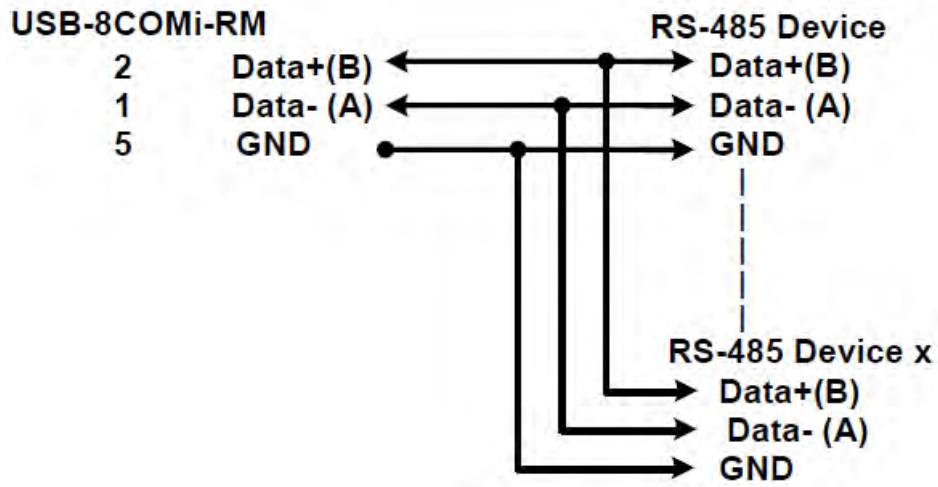 USB-8COMi-RM RS-485 Device
2 Data+(B) Data+(B)
1 Data- (A) Data- (A)
5 GND GND
RS-485 Device x
Data+(B)
Data- (A)
GND